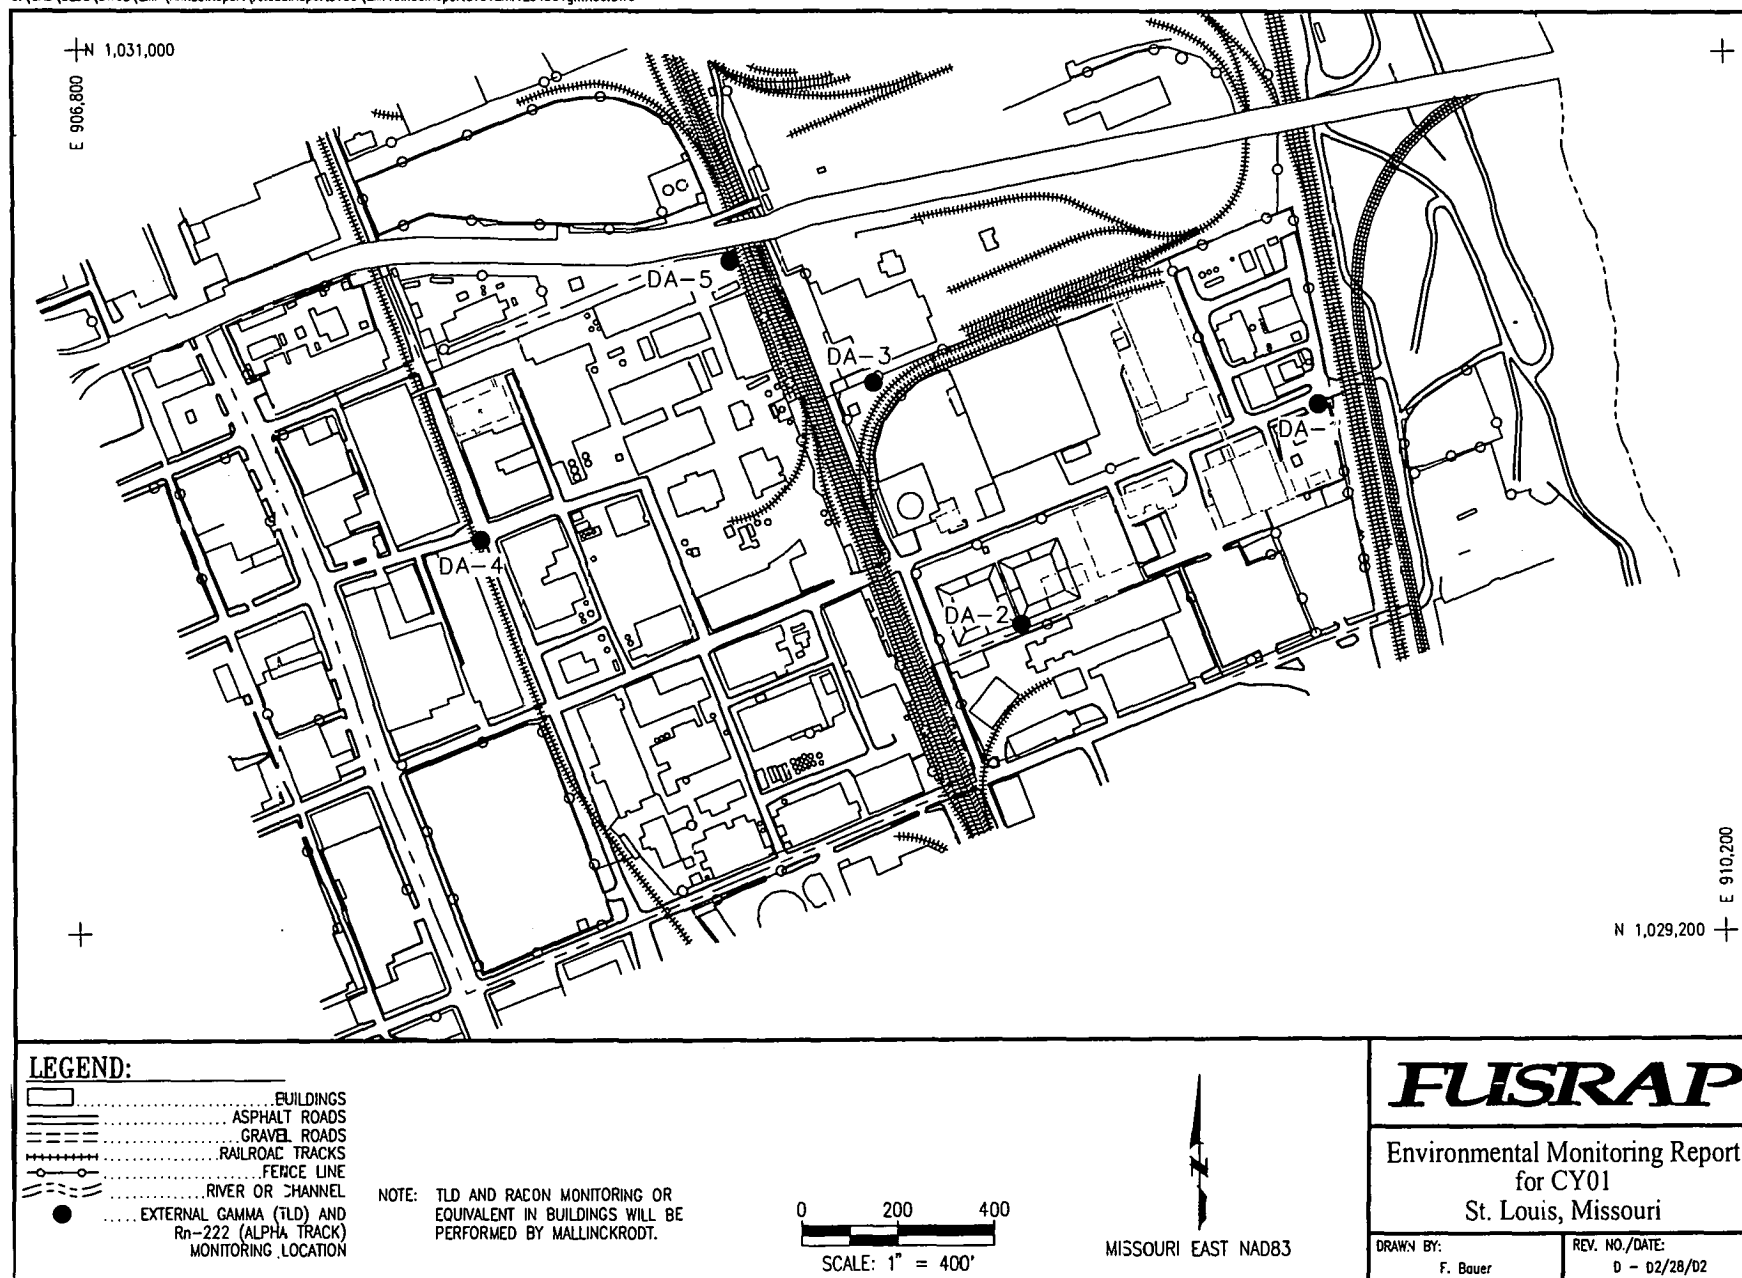 N 1,031,000
E 906,800
DA-5
DA-3
DA-
DA-4
DA-2
E 910,200
N 1,029,200
LEGEND:
BUILDINGS
ASPHALT ROADS
GRAVEL ROADS
RAILROAD TRACKS
FENCE LINE
RIVER OR CHANNEL
EXTERNAL GAMMA (TLD) AND
Rn-222 (ALPHA TRACK)
MONITORING LOCATION
NOTE: TLD AND RADON MONITORING OR
EQUIVALENT IN BUILDINGS WILL BE
PERFORMED BY MALLINCKRODT.
0 200 400
SCALE: 1" = 400'
N
MISSOURI EAST NAD83
FUSRAP
Environmental Monitoring Report
for CY01
St. Louis, Missouri
DRAWN BY:
F. Bauer
REV. NO./DATE:
0 - 02/28/02